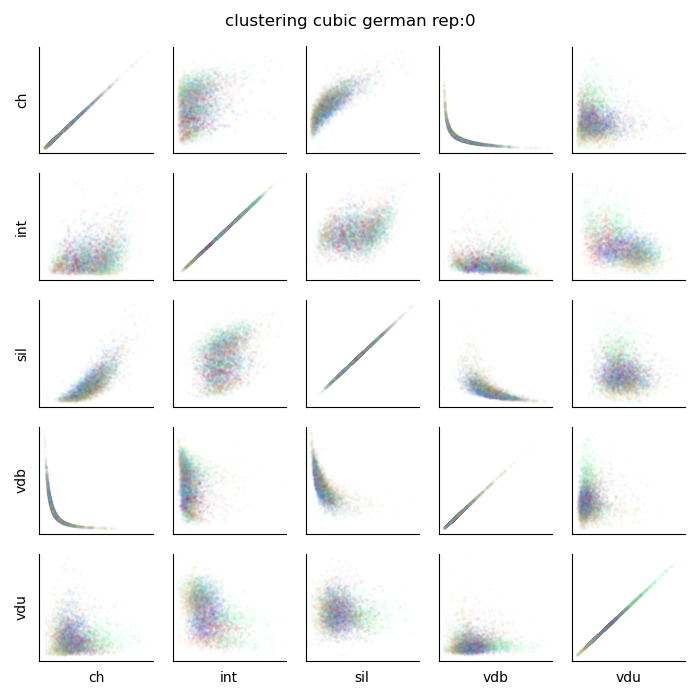 clustering cubic german rep:0
ch
int
sil
vdb
vdu
ch
int
sil
vdb
vdu